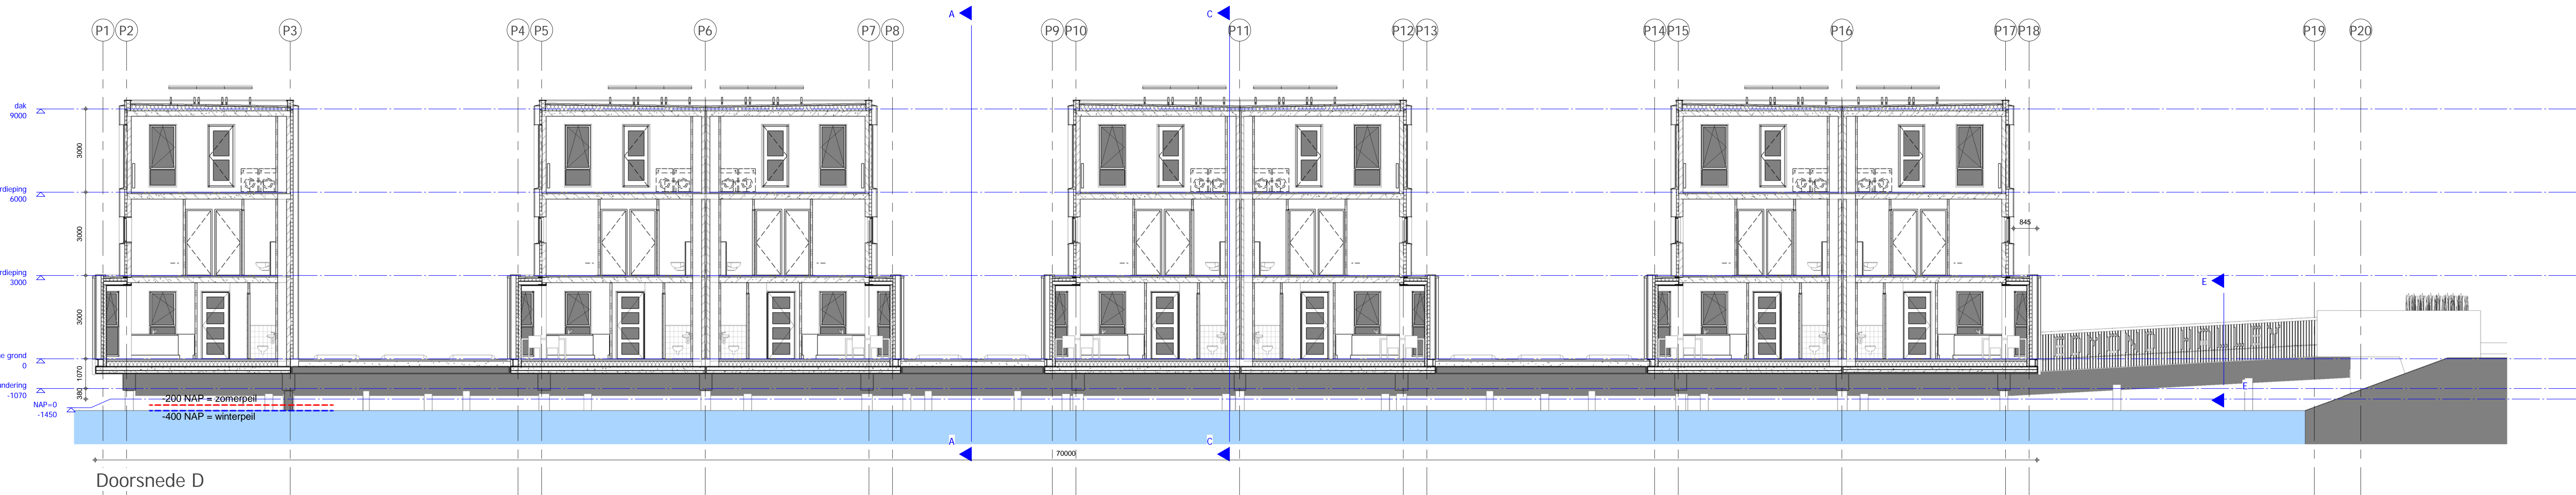 A C
P1 P2 P3 P4 P5 P6 P7 P8 P9 P10 P11 P12 P13 P14 P15 P16 P17 P18 P19 P20
dak
9000
3000
rdieping
6000
3000
845
rdieping
3000
E
3000
e grond
0
1070
undering
-1070
380
E
NAP=0
-1450
-200 NAP = zomerpeil
-400 NAP = winterpeil
A C
70000
Doorsnede D